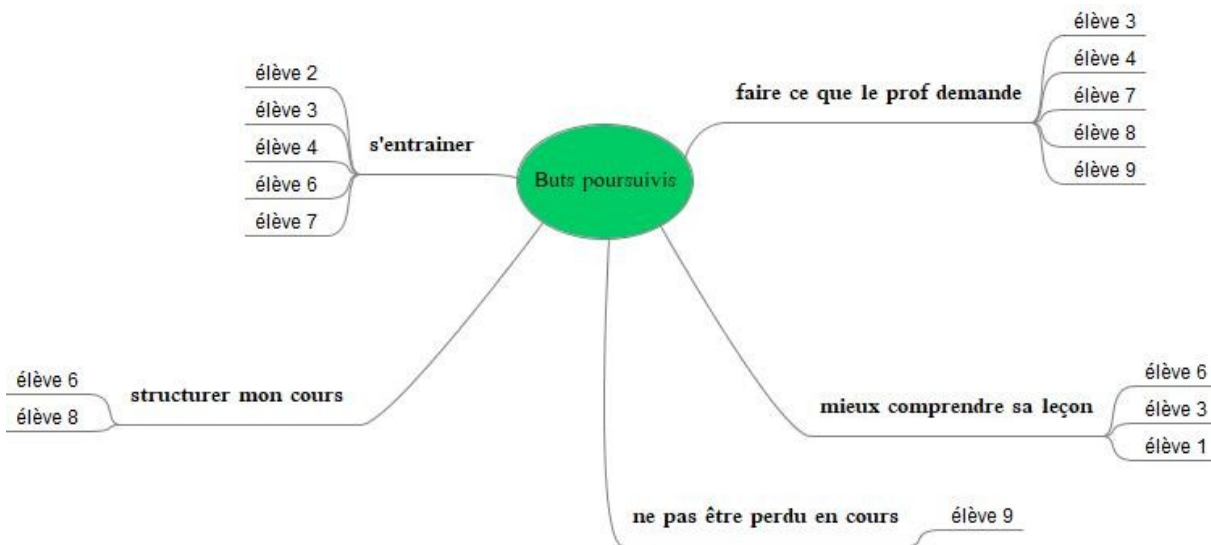 Buts poursuivis
faire ce que le prof demande
élève 3
élève 4
élève 7
élève 8
élève 9
s'entrainer
élève 2
élève 3
élève 4
élève 6
élève 7
structurer mon cours
élève 6
élève 8
mieux comprendre sa leçon
élève 6
élève 3
élève 1
ne pas être perdu en cours
élève 9